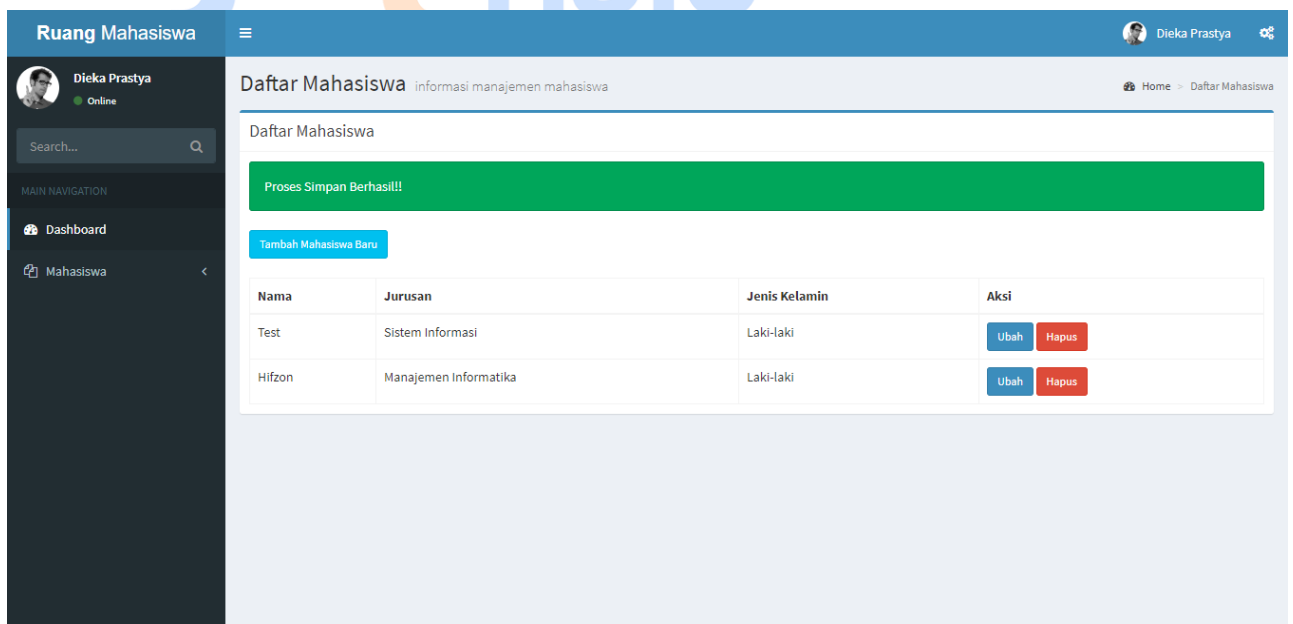 Ruang Mahasiswa
Dieka Prastya
Dieka Prastya
Online
Search...
MAIN NAVIGATION
Dashboard
Mahasiswa
Daftar Mahasiswa informasi manajemen mahasiswa
Home > Daftar Mahasiswa
Daftar Mahasiswa
Proses Simpan Berhasil!!
Tambah Mahasiswa Baru
Nama Jurusan Jenis Kelamin Aksi
Test Sistem Informasi Laki-laki Ubah Hapus
Hifzon Manajemen Informatika Laki-laki Ubah Hapus